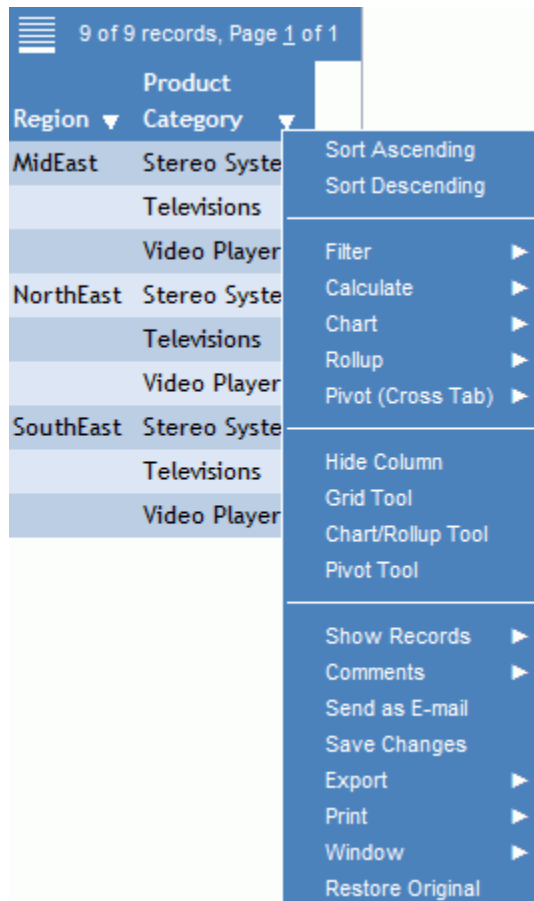 9 of 9 records, Page 1 of 1
Product
Region Category
MidEast Stereo Syste
Televisions
Video Player
NorthEast Stereo Syste
Televisions
Video Player
SouthEast Stereo Syste
Televisions
Video Player
Sort Ascending
Sort Descending
Filter
Calculate
Chart
Rollup
Pivot (Cross Tab)
Hide Column
Grid Tool
Chart/Rollup Tool
Pivot Tool
Show Records
Comments
Send as E-mail
Save Changes
Export
Print
Window
Restore Original